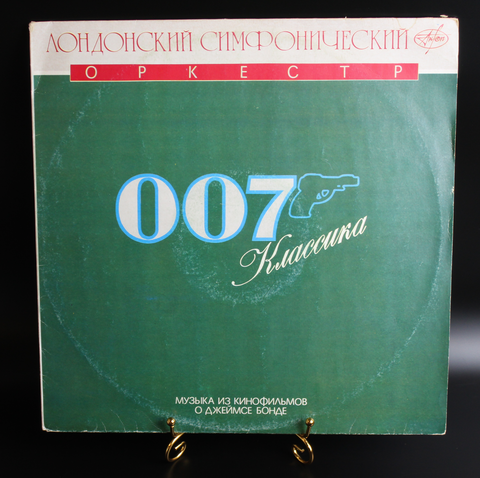 ЛОНДОНСКИЙ СИМФОНИЧЕСКИЙ
ОРКЕСТР
007
Классика
МУЗЫКА ИЗ КИНОФИЛЬМОВ
О ДЖЕЙМСЕ БОНДЕ